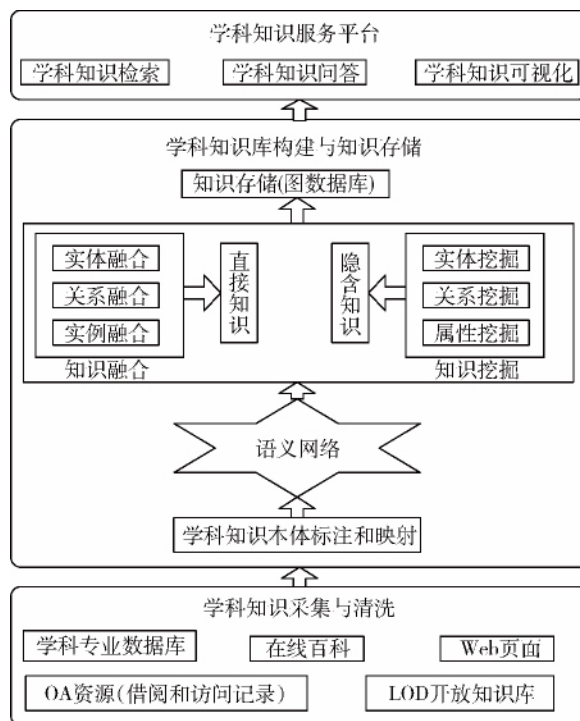 学科知识服务平台
学科知识检索 学科知识问答 学科知识可视化
学科知识库构建与知识存储
知识存储(图数据库)
实体融合
关系融合
实例融合
知识融合
直接知识
隐含知识
实体挖掘
关系挖掘
属性挖掘
知识挖掘
语义网络
学科知识本体标注和映射
学科知识采集与清洗
学科专业数据库 在线百科 Web页面
OA资源(借阅和访问记录) LOD开放知识库